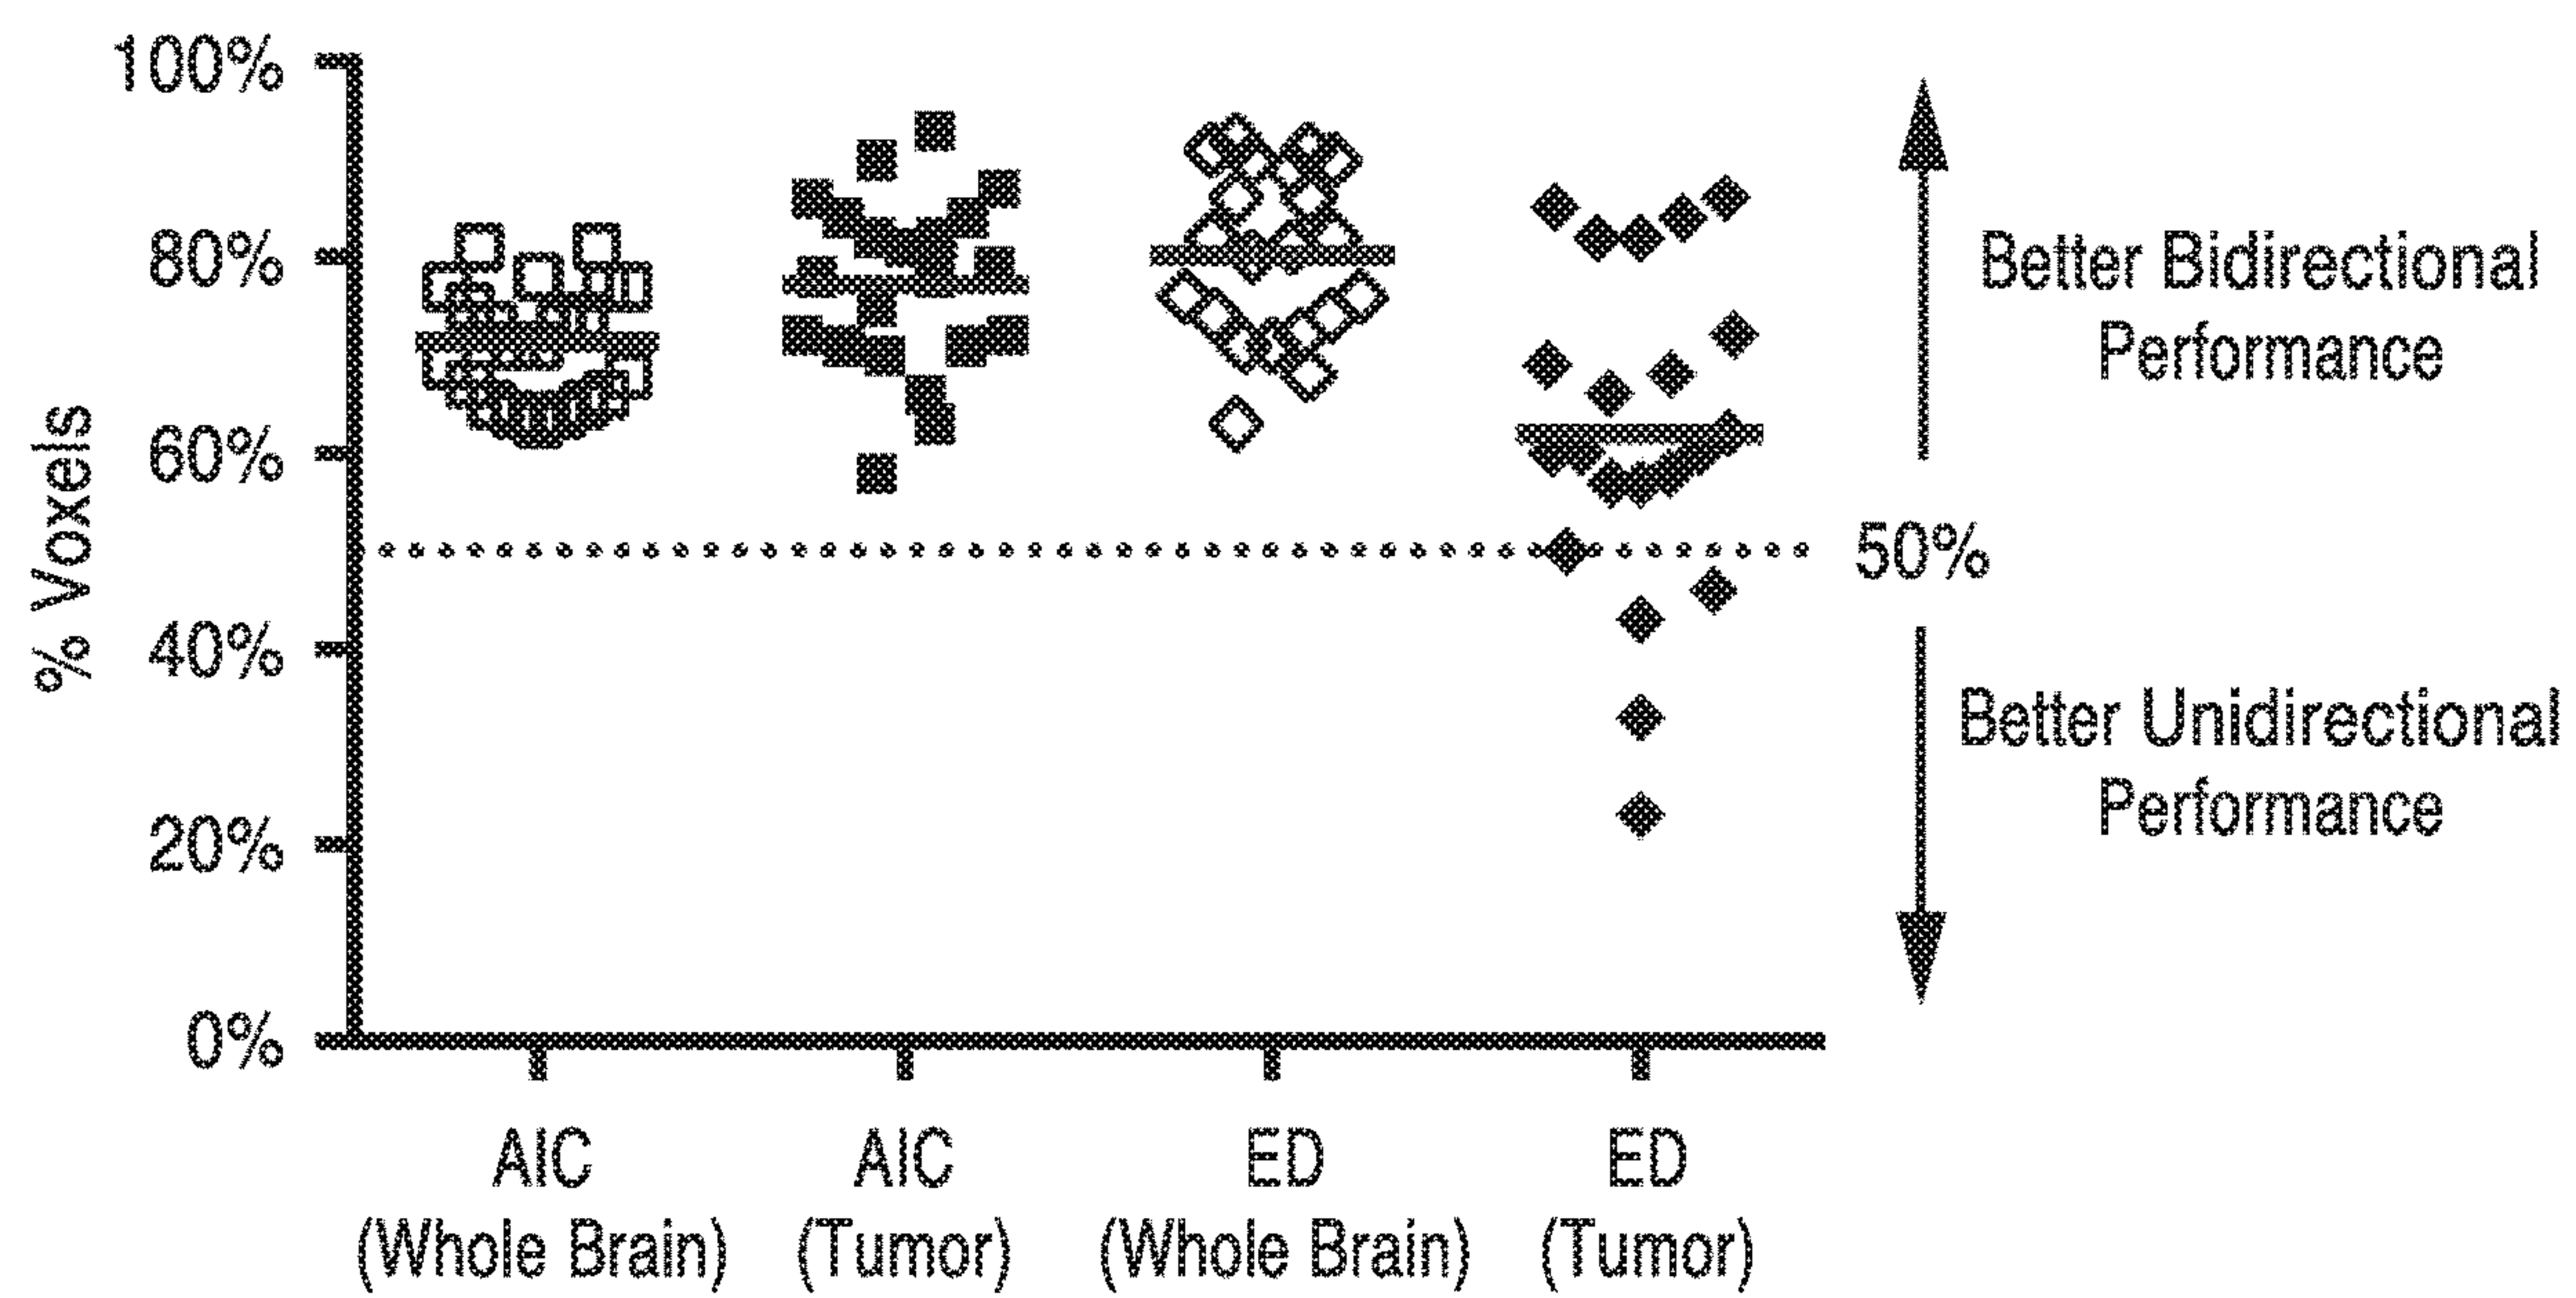 100%
80%
60%
40%
20%
0%
% Voxels
50%
Better Bidirectional
Performance
Better Unidirectional
Performance
AIC
(Whole Brain)
AIC
(Tumor)
ED
(Whole Brain)
ED
(Tumor)